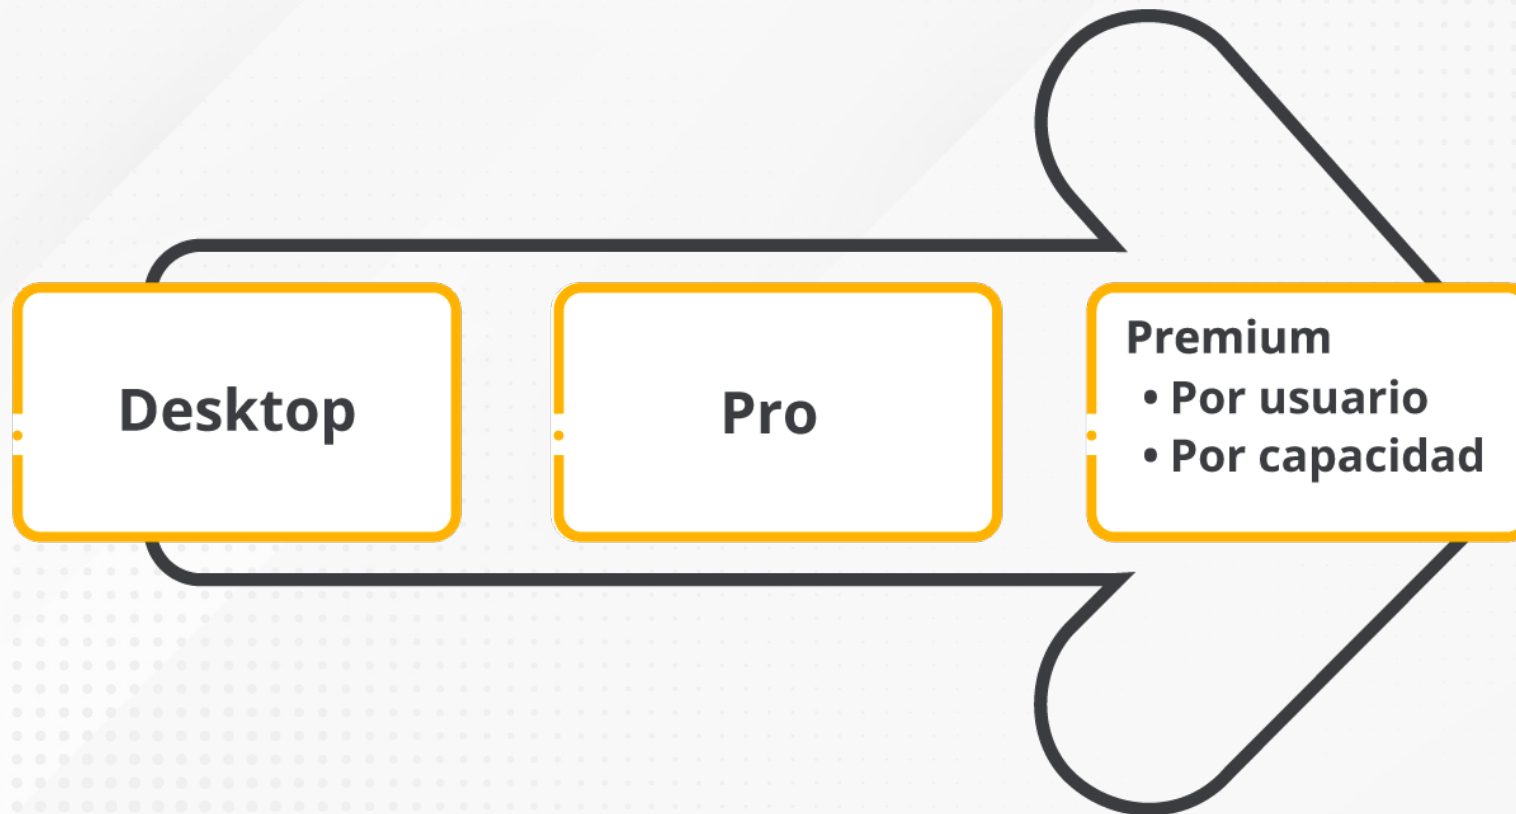 Desktop
Pro
Premium
• Por usuario
• Por capacidad